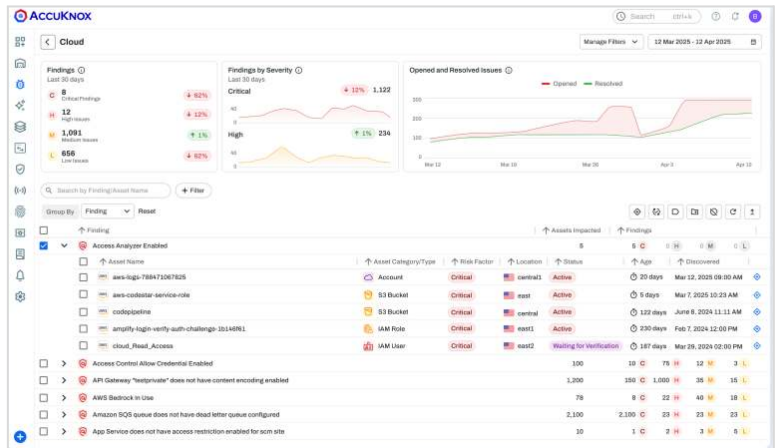 ACCUKNOX
Search ctrl+k
B
Cloud
Manage Filters
12 Mar 2025 - 12 Apr 2025
Findings
Last 30 days
C 8 Critical Findings 62%
H 12 High Issues 12%
M 1,091 Medium Issues 1%
L 656 Low Issues 62%
Findings by Severity
Last 30 days
Critical 12% 1,122
40
0
High 1% 234
0
Opened and Resolved Issues
Opened Resolved
300
200
100
0
Mar 12 Apr 3 Apr 10
Search by Finding/Asset Name
+ Filter
Group By Finding Reset
Finding Assets Impacted Findings
Access Analyzer Enabled 5 5 C 0 H 0 M 0 L
Asset Name Asset Category/Type Risk Factor Location Status Age Discovered
aws-logs-788471067825 Account Critical central1 Active 20 days Mar 12, 2025 09:00 AM
aws-codestar-service-role S3 Bucket Critical east Active 5 days Mar 7, 2025 10:23 AM
codepipeline S3 Bucket Critical central Active 122 days June 8, 2024 11:11 AM
amplify-login-verify-auth-challenge-1b146f61 IAM Role Critical east1 Active 230 days Feb 7, 2024 12:00 PM
cloud_Read_Access IAM User Critical east2 Waiting for Verification 187 days Mar 29, 2024 02:00 PM
Access Control Allow Credential Enabled 100 10 C 75 H 12 M 3 L
API Gateway "testprivate" does not have content encoding enabled 1,200 150 C 1,000 H 35 M 15 L
AWS Bedrock In Use 78 8 C 22 H 40 M 18 L
Amazon SQS queue does not have dead letter queue configured 2,100 2,100 C 23 H 23 M 23 L
App Service does not have access restriction enabled for scm site 10 1 C 2 H 3 M 5 L